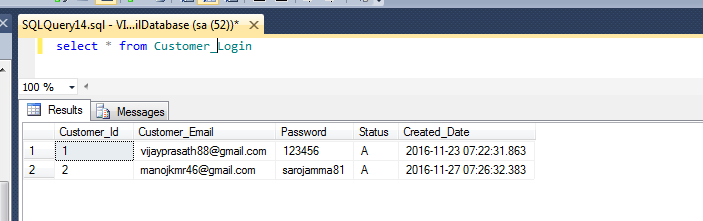 SQLQuery14.sql - VI...ilDatabase (sa (52))*
select * from Customer_Login
100 %
Results Messages
Customer_Id Customer_Email Password Status Created_Date
1 1 vijayprasath88@gmail.com 123456 A 2016-11-23 07:22:31.863
2 2 manojkmr46@gmail.com sarojamma81 A 2016-11-27 07:26:32.383